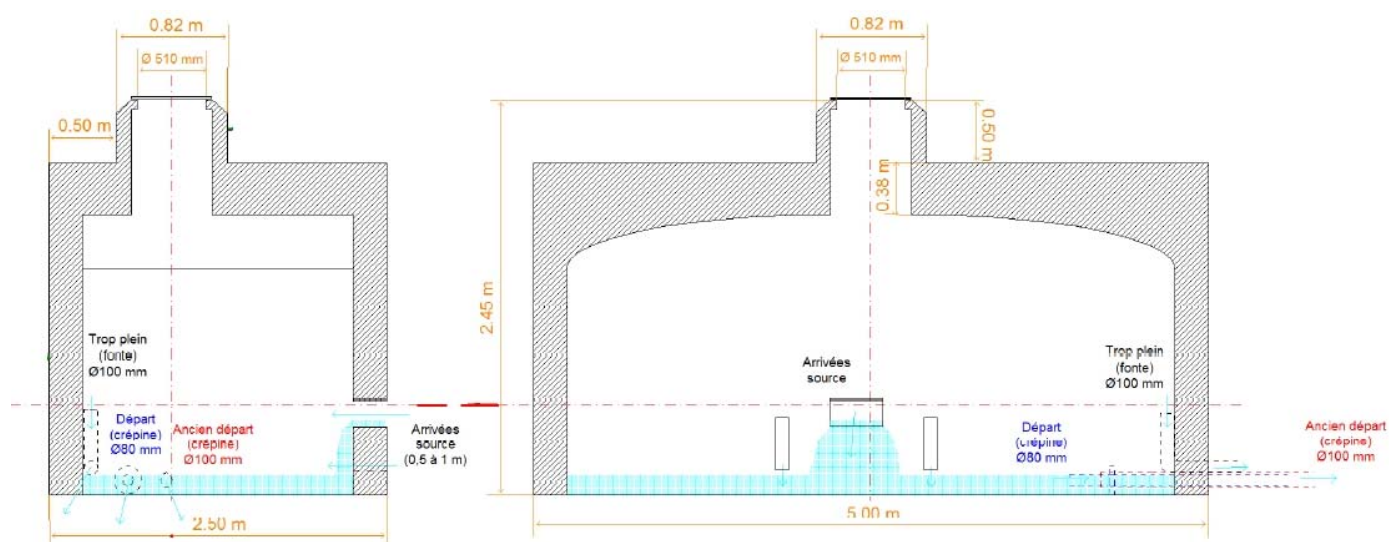 0.82 m
Ø 510 mm
0.50 m
Trop plein
(fonte)
Ø100 mm
Départ
(crépine)
Ø80 mm
Ancien départ
(crépine)
Ø100 mm
Arrivées
source
(0,5 à 1 m)
2.50 m
0.82 m
Ø 510 mm
0.50 m
0.38 m
2.45 m
Arrivées
source
Trop plein
(fonte)
Ø100 mm
Départ
(crépine)
Ø80 mm
Ancien départ
(crépine)
Ø100 mm
5.00 m